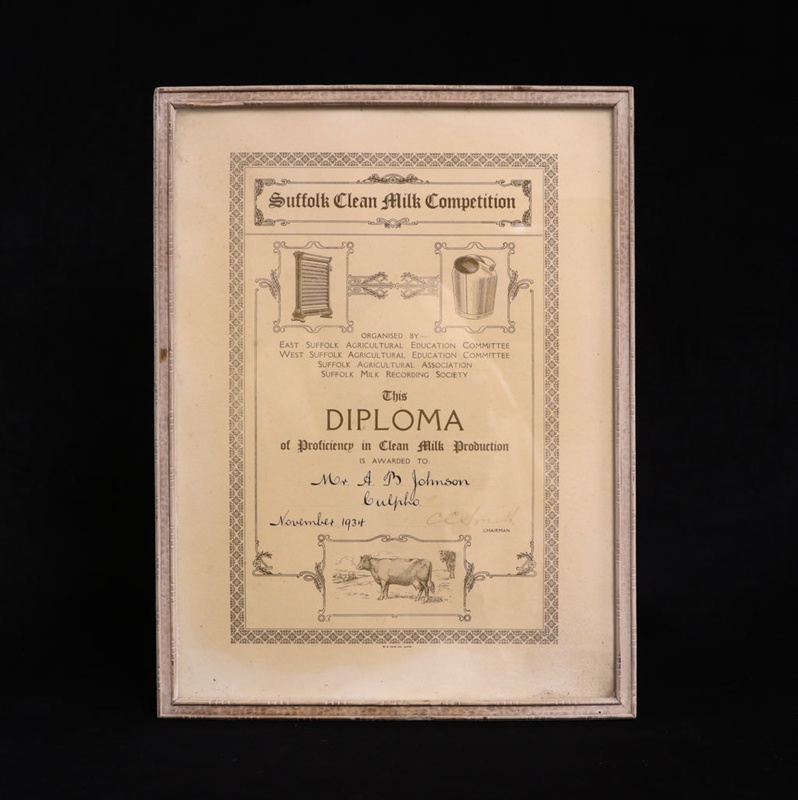 Suffolk Clean Milk Competition
ORGANISED BY:—
EAST SUFFOLK AGRICULTURAL EDUCATION COMMITTEE
WEST SUFFOLK AGRICULTURAL EDUCATION COMMITTEE
SUFFOLK AGRICULTURAL ASSOCIATION
SUFFOLK MILK RECORDING SOCIETY
This
DIPLOMA
of Proficiency in Clean Milk Production
IS AWARDED TO:
Mr. A. B. Johnson
Culpho
November, 1934
CHAIRMAN